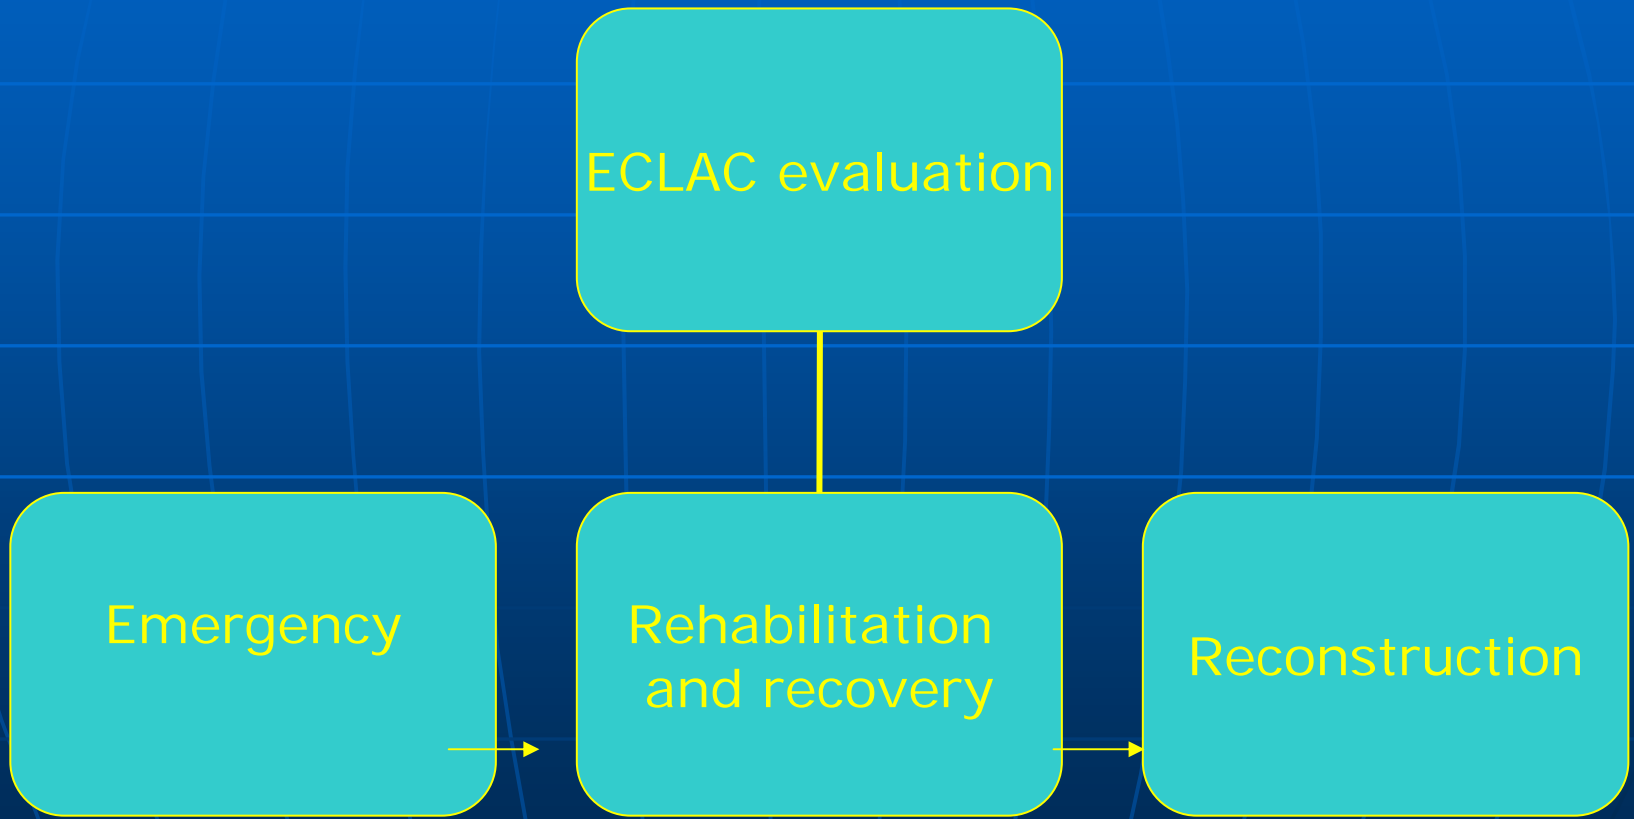 ECLAC evaluation
Emergency
Rehabilitation
and recovery
Reconstruction